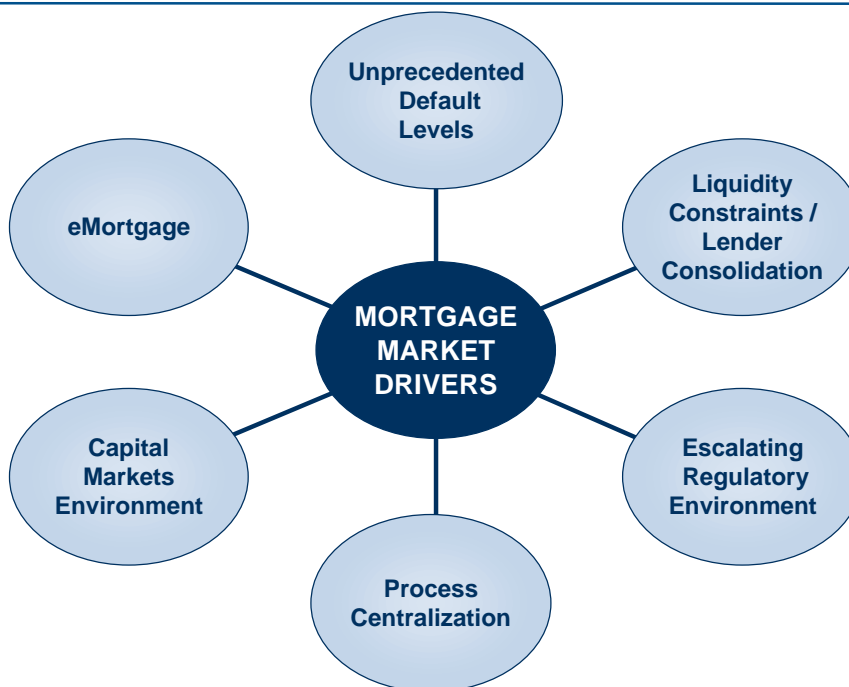 Unprecedented
Default
Levels
eMortgage
Liquidity
Constraints /
Lender
Consolidation
MORTGAGE
MARKET
DRIVERS
Capital
Markets
Environment
Escalating
Regulatory
Environment
Process
Centralization